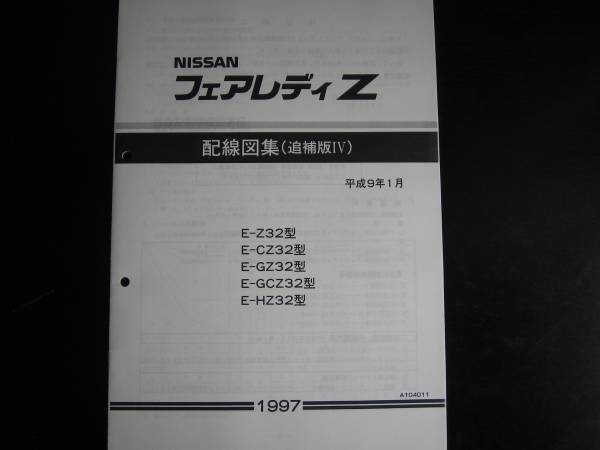 NISSAN
フェアレディZ
配線図集(追補版IV)
平成9年1月
E-Z32型
E-CZ32型
E-GZ32型
E-GCZ32型
E-HZ32型
A104011
1997